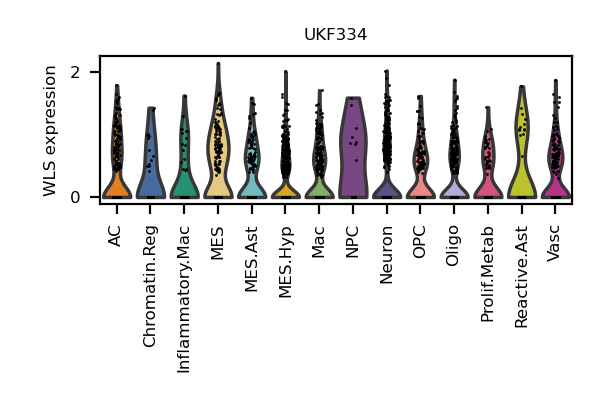 UKF334
WLS expression
2
0
AC
Chromatin.Reg
Inflammatory.Mac
MES
MES.Ast
MES.Hyp
Mac
NPC
Neuron
OPC
Oligo
Prolif.Metab
Reactive.Ast
Vasc